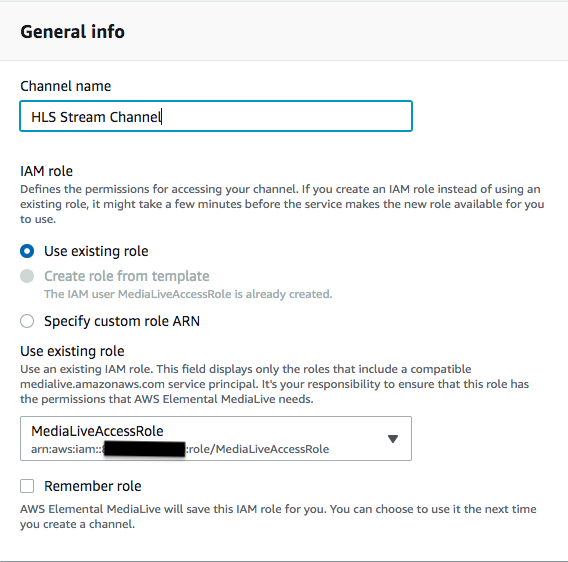 General info
Channel name
HLS Stream Channel
IAM role
Defines the permissions for accessing your channel. If you create an IAM role instead of using an
existing role, it might take a few minutes before the service makes the new role available for you
to use.
Use existing role
Create role from template
The IAM user MediaLiveAccessRole is already created.
Specify custom role ARN
Use existing role
Use an existing IAM role. This field displays only the roles that include a compatible
medialive.amazonaws.com service principal. It's your responsibility to ensure that this role has
the permissions that AWS Elemental MediaLive needs.
MediaLiveAccessRole
arn:aws:iam:: :role/MediaLiveAccessRole
Remember role
AWS Elemental MediaLive will save this IAM role for you. You can choose to use it the next time
you create a channel.